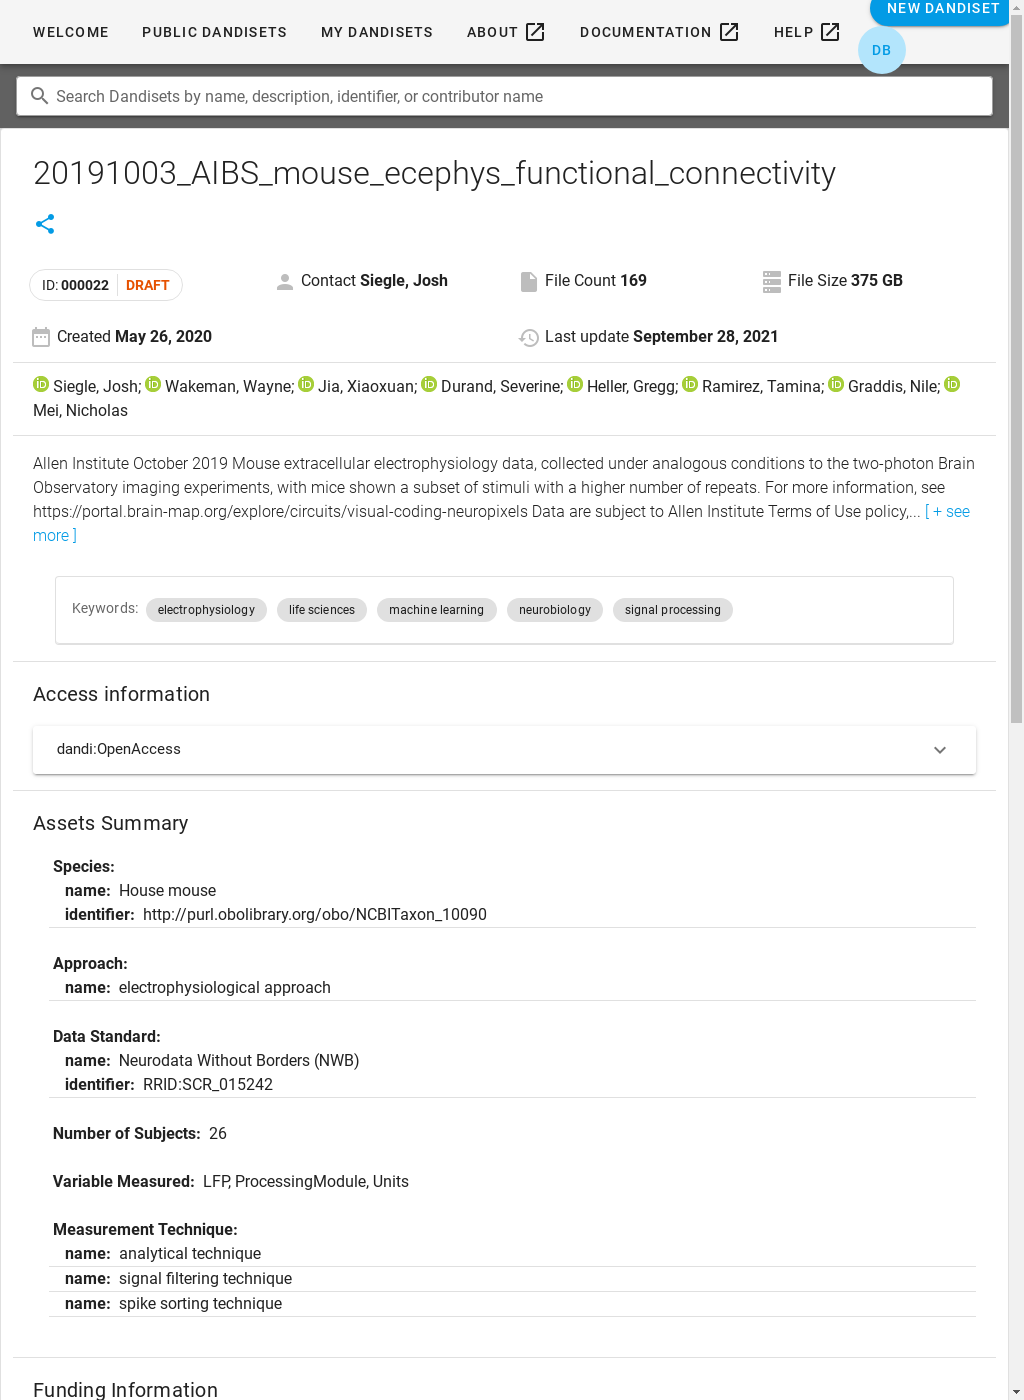 WELCOME PUBLIC DANDISETS MY DANDISETS ABOUT DOCUMENTATION HELP NEW DANDISET
DB
Search Dandisets by name, description, identifier, or contributor name
20191003_AIBS_mouse_ecephys_functional_connectivity
ID: 000022 DRAFT Contact Siegle, Josh File Count 169 File Size 375 GB
Created May 26, 2020 Last update September 28, 2021
iD Siegle, Josh; iD Wakeman, Wayne; iD Jia, Xiaoxuan; iD Durand, Severine; iD Heller, Gregg; iD Ramirez, Tamina; iD Graddis, Nile; iD
Mei, Nicholas
Allen Institute October 2019 Mouse extracellular electrophysiology data, collected under analogous conditions to the two-photon Brain
Observatory imaging experiments, with mice shown a subset of stimuli with a higher number of repeats. For more information, see
https://portal.brain-map.org/explore/circuits/visual-coding-neuropixels Data are subject to Allen Institute Terms of Use policy,... [ + see
more ]
Keywords: electrophysiology life sciences machine learning neurobiology signal processing
Access information
dandi:OpenAccess
Assets Summary
Species:
name: House mouse
identifier: http://purl.obolibrary.org/obo/NCBITaxon_10090
Approach:
name: electrophysiological approach
Data Standard:
name: Neurodata Without Borders (NWB)
identifier: RRID:SCR_015242
Number of Subjects: 26
Variable Measured: LFP, ProcessingModule, Units
Measurement Technique:
name: analytical technique
name: signal filtering technique
name: spike sorting technique
Funding Information